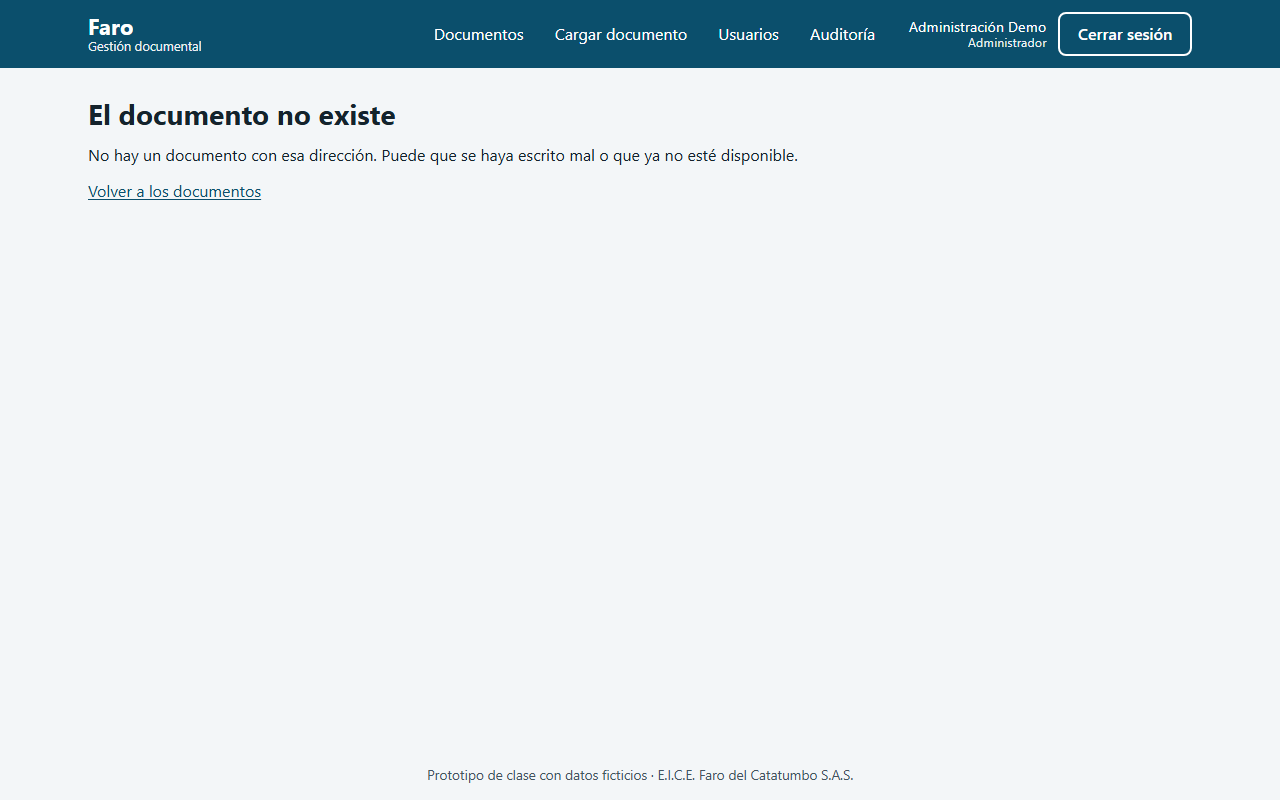 Faro
Gestión documental
Documentos
Cargar documento
Usuarios
Auditoría
Administración Demo
Administrador
Cerrar sesión
El documento no existe
No hay un documento con esa dirección. Puede que se haya escrito mal o que ya no esté disponible.
Volver a los documentos
Prototipo de clase con datos ficticios · E.I.C.E. Faro del Catatumbo S.A.S.